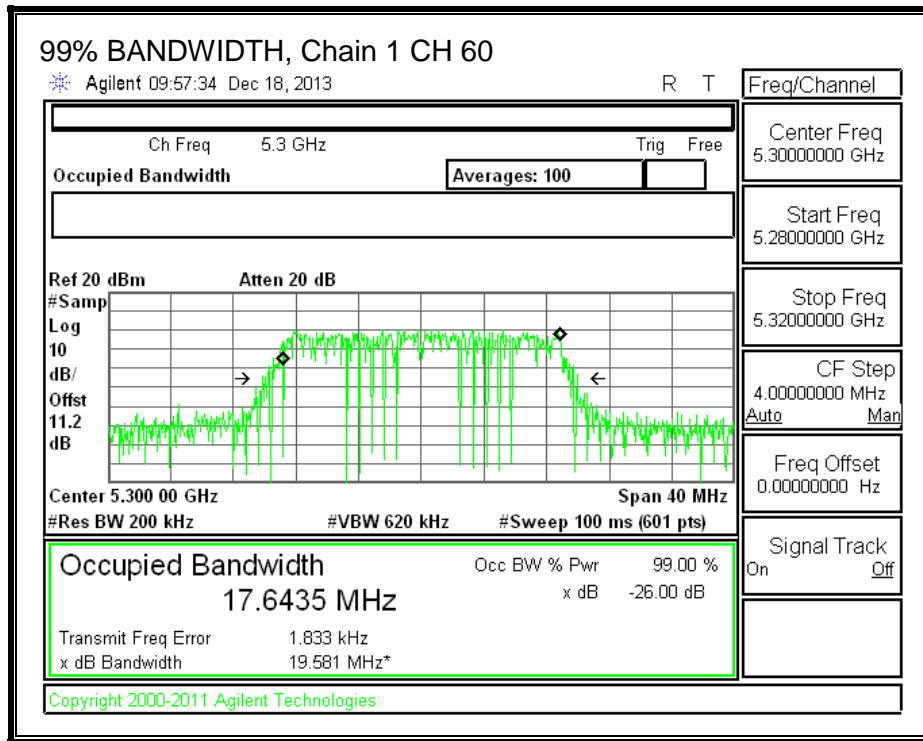 99% BANDWIDTH, Chain 1 CH 60
Agilent 09:57:34 Dec 18, 2013 R T
Freq/Channel
Ch Freq 5.3 GHz Trig Free
Occupied Bandwidth Averages: 100
Center Freq
5.30000000 GHz
Start Freq
5.28000000 GHz
Stop Freq
5.32000000 GHz
CF Step
4.00000000 MHz
Auto Man
Freq Offset
0.00000000 Hz
Signal Track
On Off
Ref 20 dBm Atten 20 dB
#Samp
Log
10
dB/
Offst
11.2
dB
Center 5.300 00 GHz Span 40 MHz
#Res BW 200 kHz #VBW 620 kHz #Sweep 100 ms (601 pts)
Occupied Bandwidth
17.6435 MHz
Occ BW % Pwr 99.00 %
x dB -26.00 dB
Transmit Freq Error 1.833 kHz
x dB Bandwidth 19.581 MHz*
Copyright 2000-2011 Agilent Technologies